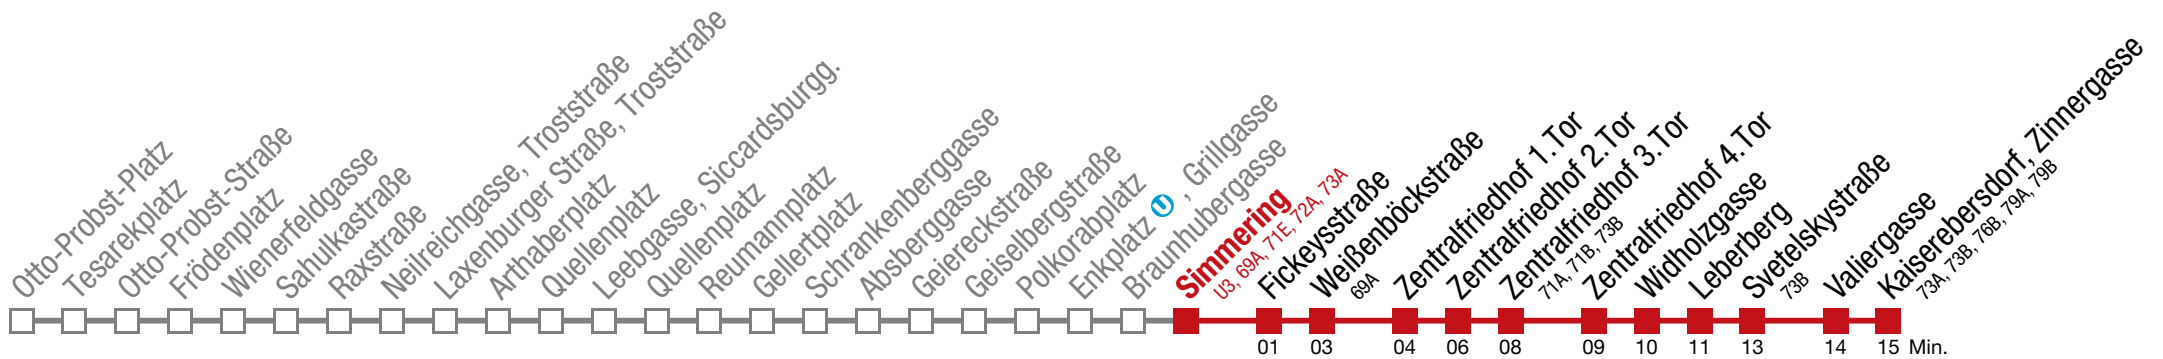 Otto-Probst-Platz
Tesarekplatz
Otto-Probst-Straße
Frödenplatz
Wienerfeldgasse
Sahulkastraße
Raxstraße
Neilreichgasse, Troststraße
Laxenburger Straße, Troststraße
Arthaberplatz
Quellenplatz
Leebgasse, Siccardsburgg.
Quellenplatz
Reumannplatz
Gellertplatz
Schrankenberggasse
Absberggasse
Geiereckstraße
Geiselbergstraße
Polkorabplatz
Enkplatz U, Grillgasse
Braunhubergasse
Simmering
U3, 69A, 71E, 72A, 73A
Fickeysstraße
Weißenböckstraße
69A
Zentralfriedhof 1.Tor
Zentralfriedhof 2.Tor
Zentralfriedhof 3.Tor
71A, 71B, 73B
Zentralfriedhof 4.Tor
Widholzgasse
Leberberg
Svetelskystraße
73B
Valiergasse
Kaiserebersdorf, Zinnergasse
73A, 73B, 76B, 79A, 79B
01 03 04 06 08 09 10 11 13 14 15 Min.